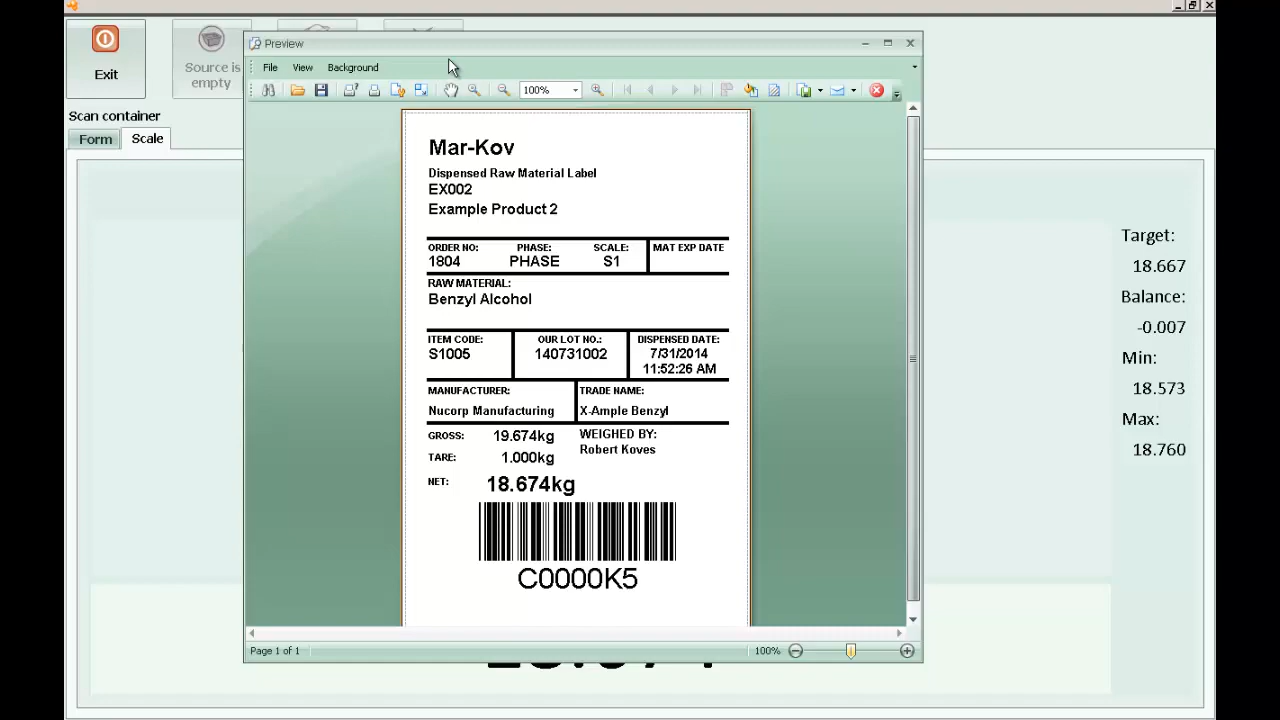 Preview
Exit
Source is
empty
File View Background
100%
Scan container
Form Scale
Mar-Kov
Dispensed Raw Material Label
EX002
Example Product 2
ORDER NO: PHASE: SCALE: MAT EXP DATE
1804 PHASE S1
RAW MATERIAL:
Benzyl Alcohol
ITEM CODE: OUR LOT NO.: DISPENSED DATE:
S1005 140731002 7/31/2014
11:52:26 AM
MANUFACTURER: TRADE NAME:
Nucorp Manufacturing X-Ample Benzyl
GROSS: 19.674kg WEIGHED BY:
Robert Koves
TARE: 1.000kg
NET: 18.674kg
C0000K5
Page 1 of 1 100%
Target:
18.667
Balance:
-0.007
Min:
18.573
Max:
18.760